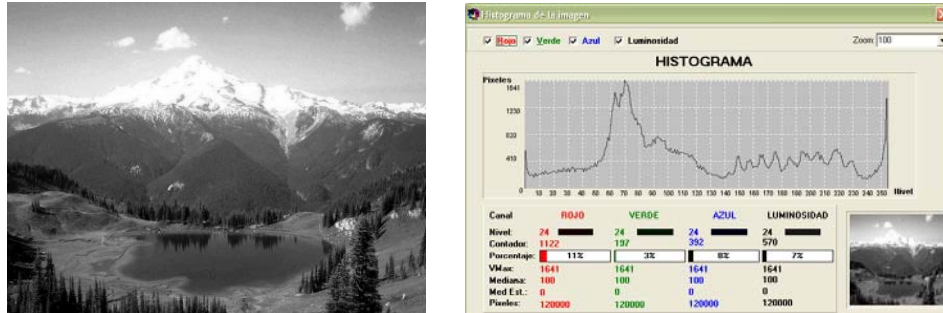 Histograma de la imagen
Rojo Verde Azul Luminosidad Zoom: 100
HISTOGRAMA
Pixeles
1641
1230
820
410
0 10 20 30 40 50 60 70 80 90 100 110 120 130 140 150 160 170 180 190 200 210 220 230 240 250 Nivel
Canal ROJO VERDE AZUL LUMINOSIDAD
Nivel: 24 24 24 24
Contador: 1122 197 392 570
Porcentaje: 11% 3% 8% 7%
VMax: 1641 1641 1641 1641
Mediana: 100 100 100 100
Med Est.: 0 0 0 0
Pixeles: 120000 120000 120000 120000